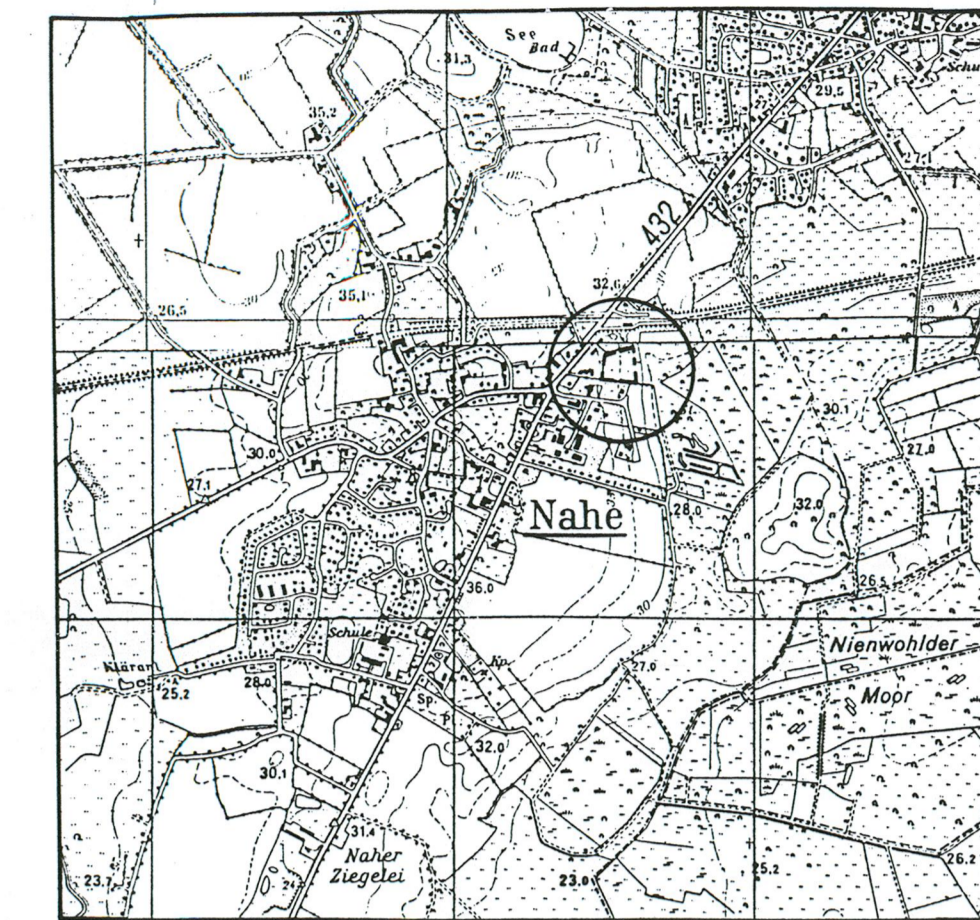 See
Bad
31,3
Schu
29,5
35,2
27,1
432
32,6
35,1
26,5
30.1
30.0
27.0
27.1
32.0
28.0
Nahe
26.5
36.0
30
Schule
Nienwohlder
Kläranl
Kp.
27.0
25.2
28.0
Moor
Sp.
P
32.0
30.1
31.4
Naher
Ziegelei
26.2
25.2
23.7
23.0